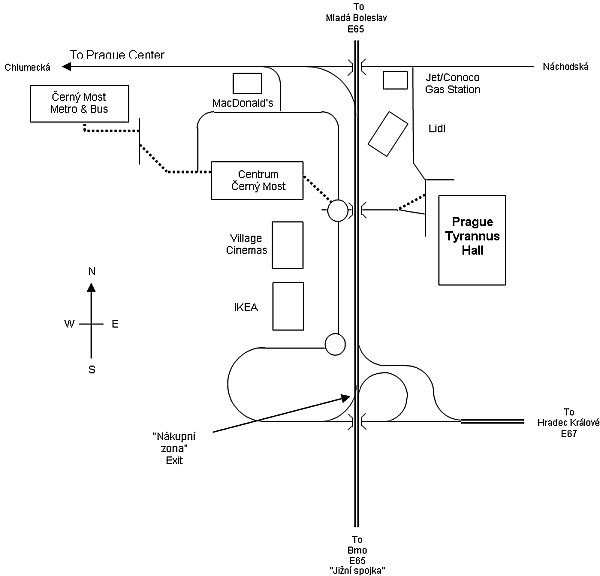 To
Mladá Boleslav
E65
To Prague Center
Chlumecká
Náchodská
Černý Most
Metro & Bus
MacDonald's
Jet/Conoco
Gas Station
Lidl
Centrum
Černý Most
Prague
Tyrannus
Hall
Village
Cinemas
IKEA
N
W
E
S
"Nákupní
zona"
Exit
To
Hradec Králové
E67
To
Brno
E65
"Jižní spojka"